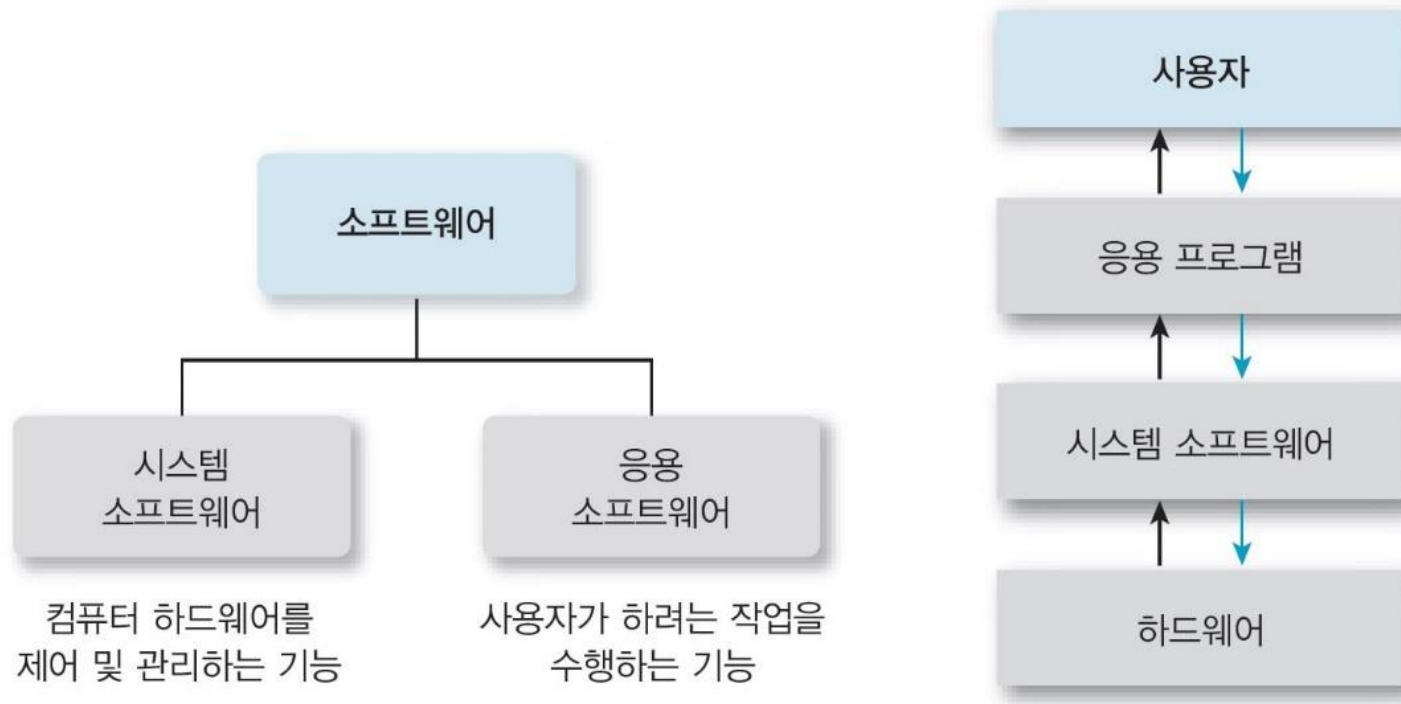 소프트웨어
시스템
소프트웨어
컴퓨터 하드웨어를
제어 및 관리하는 기능
응용
소프트웨어
사용자가 하려는 작업을
수행하는 기능
사용자
응용 프로그램
시스템 소프트웨어
하드웨어